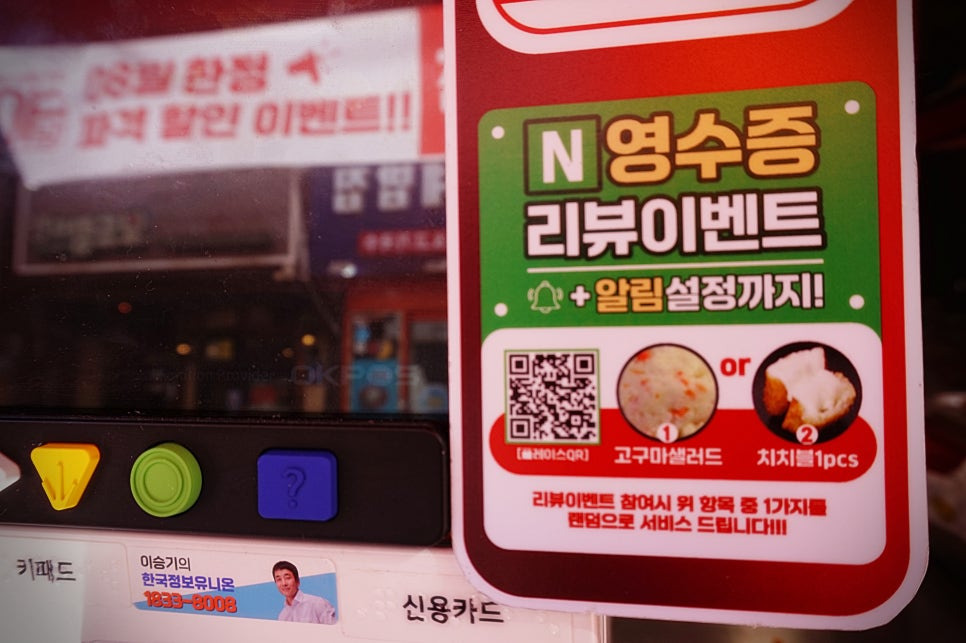 한정
파격 할인 이벤트!!
N 영수증
리뷰이벤트
+알림설정까지!
[플레이스QR]
1
고구마샐러드
or
2
치치블1pcs
리뷰이벤트 참여시 위 항목 중 1가지를
랜덤으로 서비스 드립니다!!!
OKPOS
?
키패드
이승기의
한국정보유니온
1833-8008
신용카드